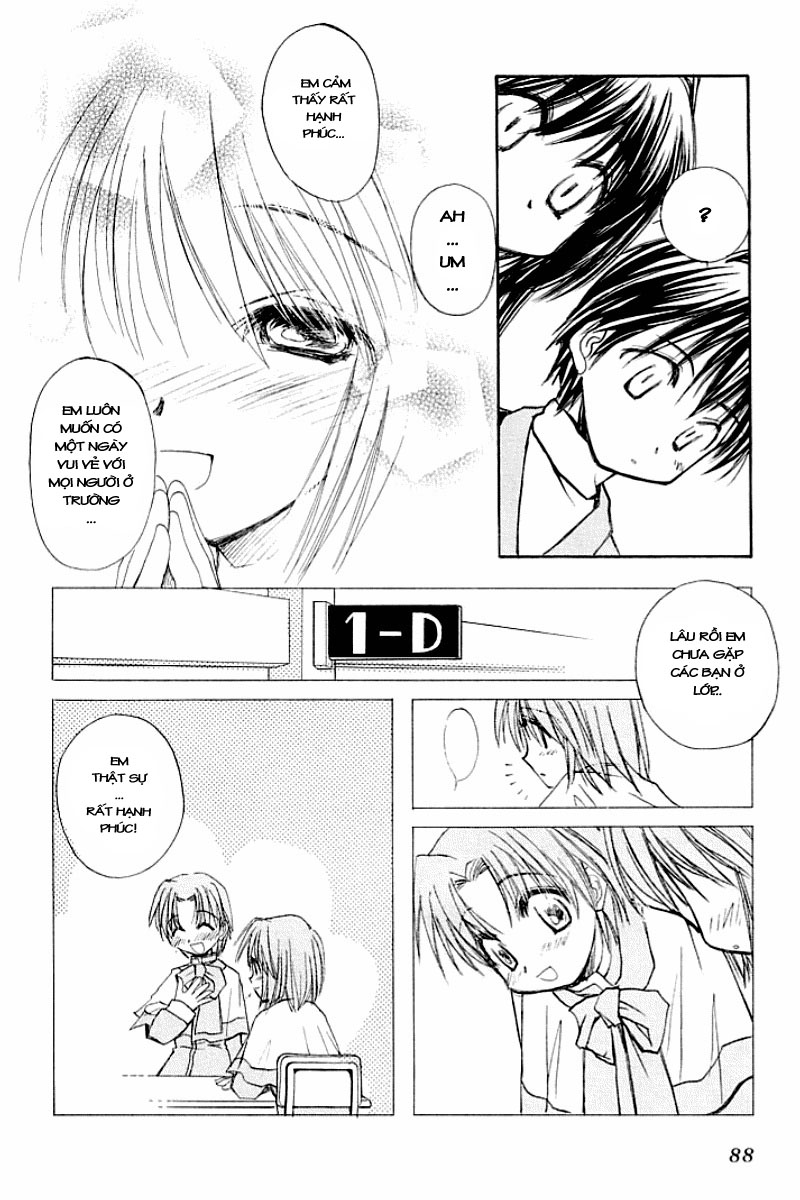 ?
EM CẢM
THẤY RẤT
HẠNH
PHÚC...
AH
...
UM
...
EM LUÔN
MUỐN CÓ
MỘT NGÀY
VUI VẺ VỚI
MỌI NGƯỜI Ở
TRƯỜNG
...
1-D
LÂU RỒI EM
CHƯA GẶP
CÁC BẠN Ở
LỚP..
EM
THẬT SỰ
...
RẤT HẠNH
PHÚC!
88